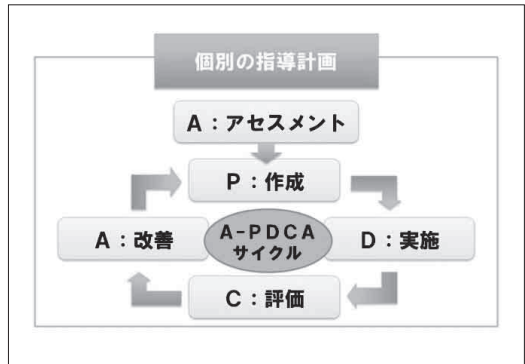 個別の指導計画
A：アセスメント
P：作成
A：改善
A-PDCA
サイクル
D：実施
C：評価